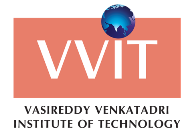 VVIT
VASIREDDY VENKATADRI
INSTITUTE OF TECHNOLOGY